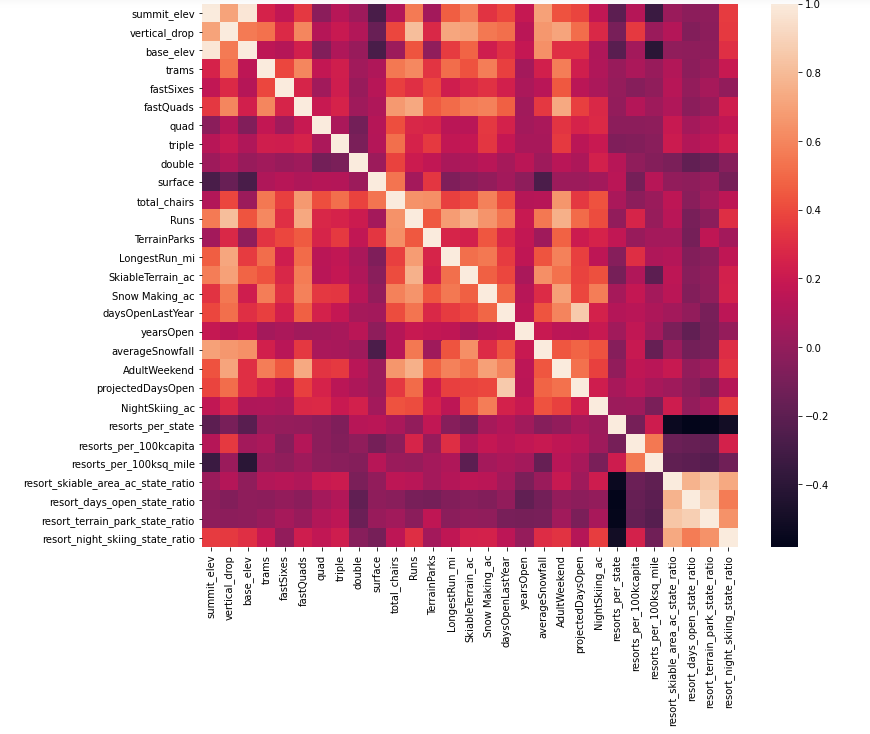 summit_elev
vertical_drop
base_elev
trams
fastSixes
fastQuads
quad
triple
double
surface
total_chairs
Runs
TerrainParks
LongestRun_mi
SkiableTerrain_ac
Snow Making_ac
daysOpenLastYear
yearsOpen
averageSnowfall
AdultWeekend
projectedDaysOpen
NightSkiing_ac
resorts_per_state
resorts_per_100kcapita
resorts_per_100ksq_mile
resort_skiable_area_ac_state_ratio
resort_days_open_state_ratio
resort_terrain_park_state_ratio
resort_night_skiing_state_ratio
summit_elev
vertical_drop
base_elev
trams
fastSixes
fastQuads
quad
triple
double
surface
total_chairs
Runs
TerrainParks
LongestRun_mi
SkiableTerrain_ac
Snow Making_ac
daysOpenLastYear
yearsOpen
averageSnowfall
AdultWeekend
projectedDaysOpen
NightSkiing_ac
resorts_per_state
resorts_per_100kcapita
resorts_per_100ksq_mile
resort_skiable_area_ac_state_ratio
resort_days_open_state_ratio
resort_terrain_park_state_ratio
resort_night_skiing_state_ratio
1.0
0.8
0.6
0.4
0.2
0.0
−0.2
−0.4